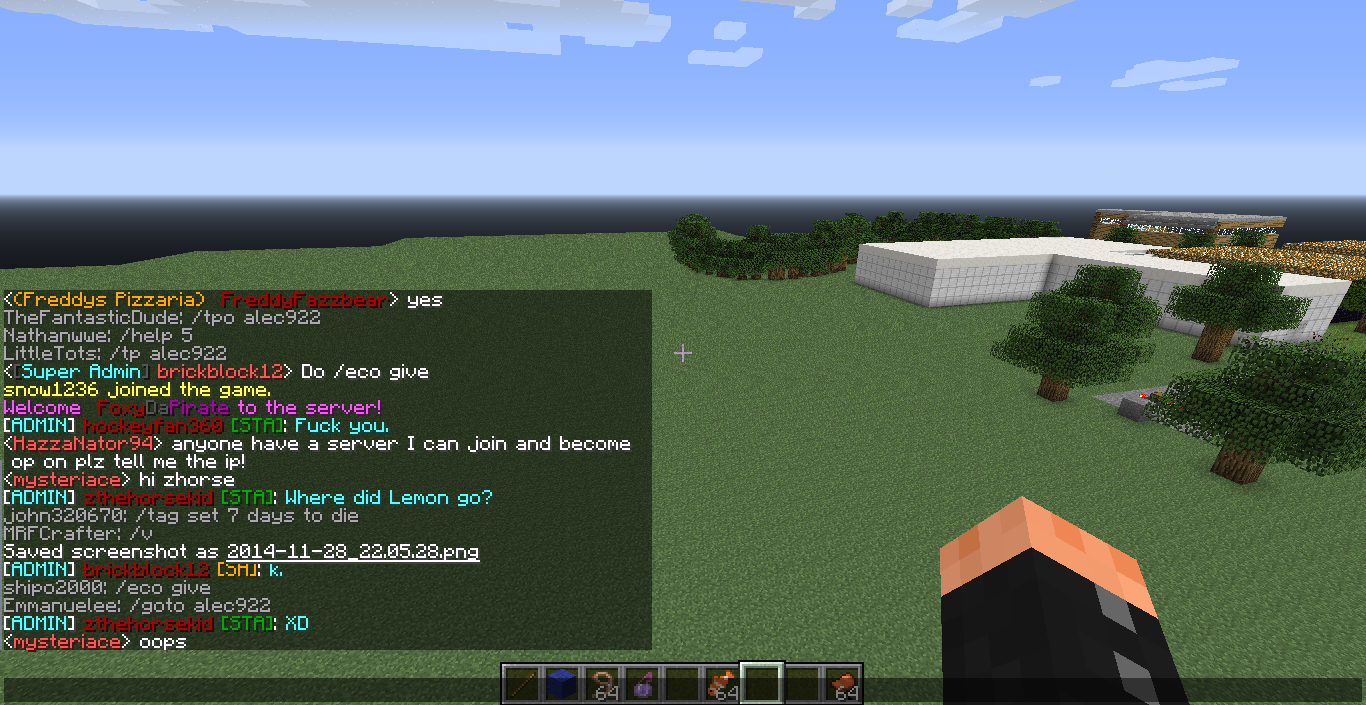 <(Freddys Pizzaria) FreddyFazzbear> yes
TheFantasticDude: /tpo alec922
Nathanwwe: /help 5
LittleTots: /tp alec922
<[Super Admin] brickblock12> Do /eco give
snow1236 joined the game.
Welcome FoxyDaPirate to the server!
[ADMIN] hockeyfan360 [STA]: Fuck you.
<HazzaNator94> anyone have a server I can join and become
op on plz tell me the ip!
<mysteriace> hi zhorse
[ADMIN] zthehorsekid [STA]: Where did Lemon go?
john320670: /tag set 7 days to die
MRFCrafter: /v
Saved screenshot as 2014-11-28_22.05.28.png
[ADMIN] brickblock12 [SA]: k.
shipo2000: /eco give
Emmanuelee: /goto alec922
[ADMIN] zthehorsekid [STA]: XD
<mysteriace> oops
64
64
64